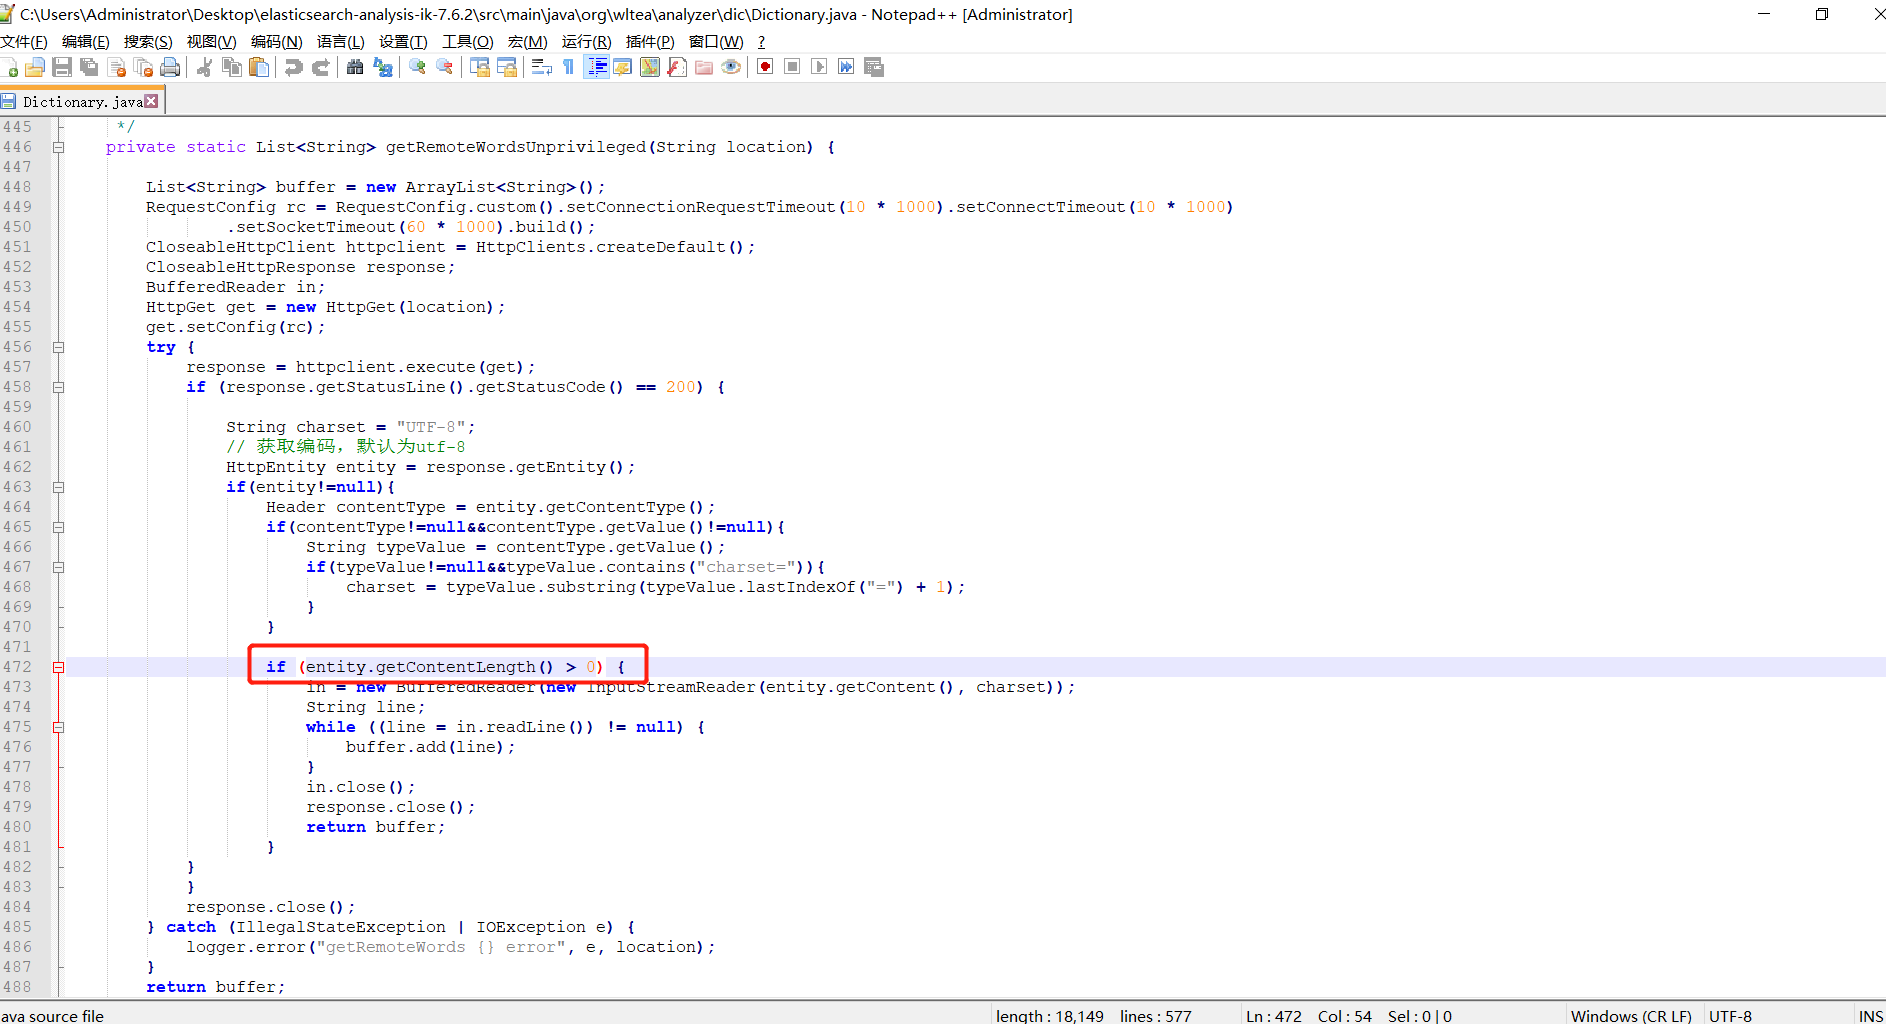 C:\Users\Administrator\Desktop\elasticsearch-analysis-ik-7.6.2\src\main\java\org\wltea\analyzer\dic\Dictionary.java - Notepad++ [Administrator]
文件(F) 编辑(E) 搜索(S) 视图(V) 编码(N) 语言(L) 设置(T) 工具(O) 宏(M) 运行(R) 插件(P) 窗口(W) ?
Dictionary.java
445 */
446 private static List<String> getRemoteWordsUnprivileged(String location) {
447
448 List<String> buffer = new ArrayList<String>();
449 RequestConfig rc = RequestConfig.custom().setConnectionRequestTimeout(10 * 1000).setConnectTimeout(10 * 1000)
450 .setSocketTimeout(60 * 1000).build();
451 CloseableHttpClient httpclient = HttpClients.createDefault();
452 CloseableHttpResponse response;
453 BufferedReader in;
454 HttpGet get = new HttpGet(location);
455 get.setConfig(rc);
456 try {
457 response = httpclient.execute(get);
458 if (response.getStatusLine().getStatusCode() == 200) {
459
460 String charset = "UTF-8";
461 // 获取编码，默认为utf-8
462 HttpEntity entity = response.getEntity();
463 if(entity!=null){
464 Header contentType = entity.getContentType();
465 if(contentType!=null&&contentType.getValue()!=null){
466 String typeValue = contentType.getValue();
467 if(typeValue!=null&&typeValue.contains("charset=")){
468 charset = typeValue.substring(typeValue.lastIndexOf("=") + 1);
469 }
470 }
471
472 if (entity.getContentLength() > 0) {
473 in = new BufferedReader(new InputStreamReader(entity.getContent(), charset));
474 String line;
475 while ((line = in.readLine()) != null) {
476 buffer.add(line);
477 }
478 in.close();
479 response.close();
480 return buffer;
481 }
482 }
483 }
484 response.close();
485 } catch (IllegalStateException | IOException e) {
486 logger.error("getRemoteWords {} error", e, location);
487 }
488 return buffer;
ava source file length : 18,149 lines : 577 Ln : 472 Col : 54 Sel : 0 | 0 Windows (CR LF) UTF-8 INS